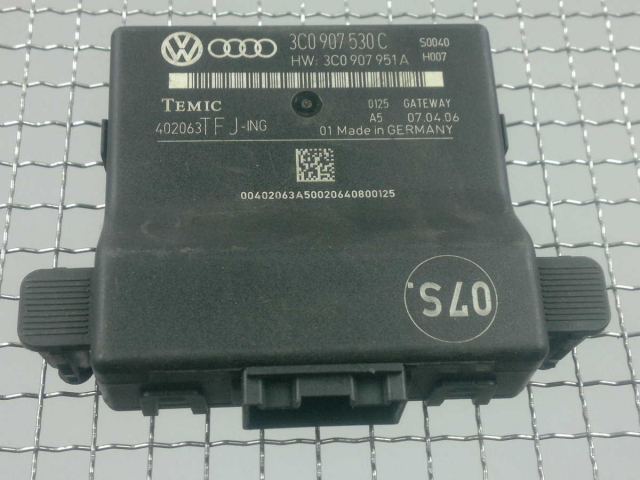 3C0 907 530 C S0040
HW: 3C0 907 951 A H007
TEMIC 0125 GATEWAY
402063TFJ-ING A5 07.04.06
01 Made in GERMANY
00402063A50020640800125
07S.